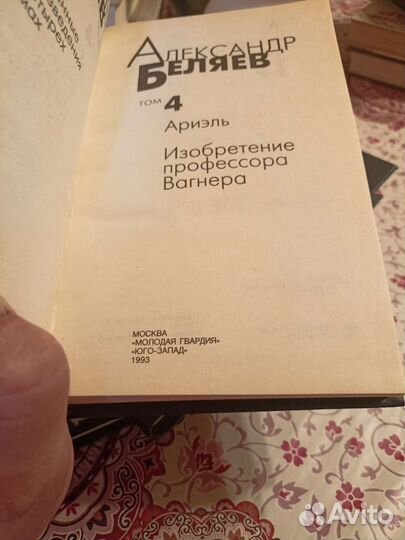 АЛЕКСАНДР
БЕЛЯЕВ
ТОМ 4
Ариэль
Изобретение
профессора
Вагнера
МОСКВА
«МОЛОДАЯ ГВАРДИЯ»
«ЮГО-ЗАПАД»
1993
Avito